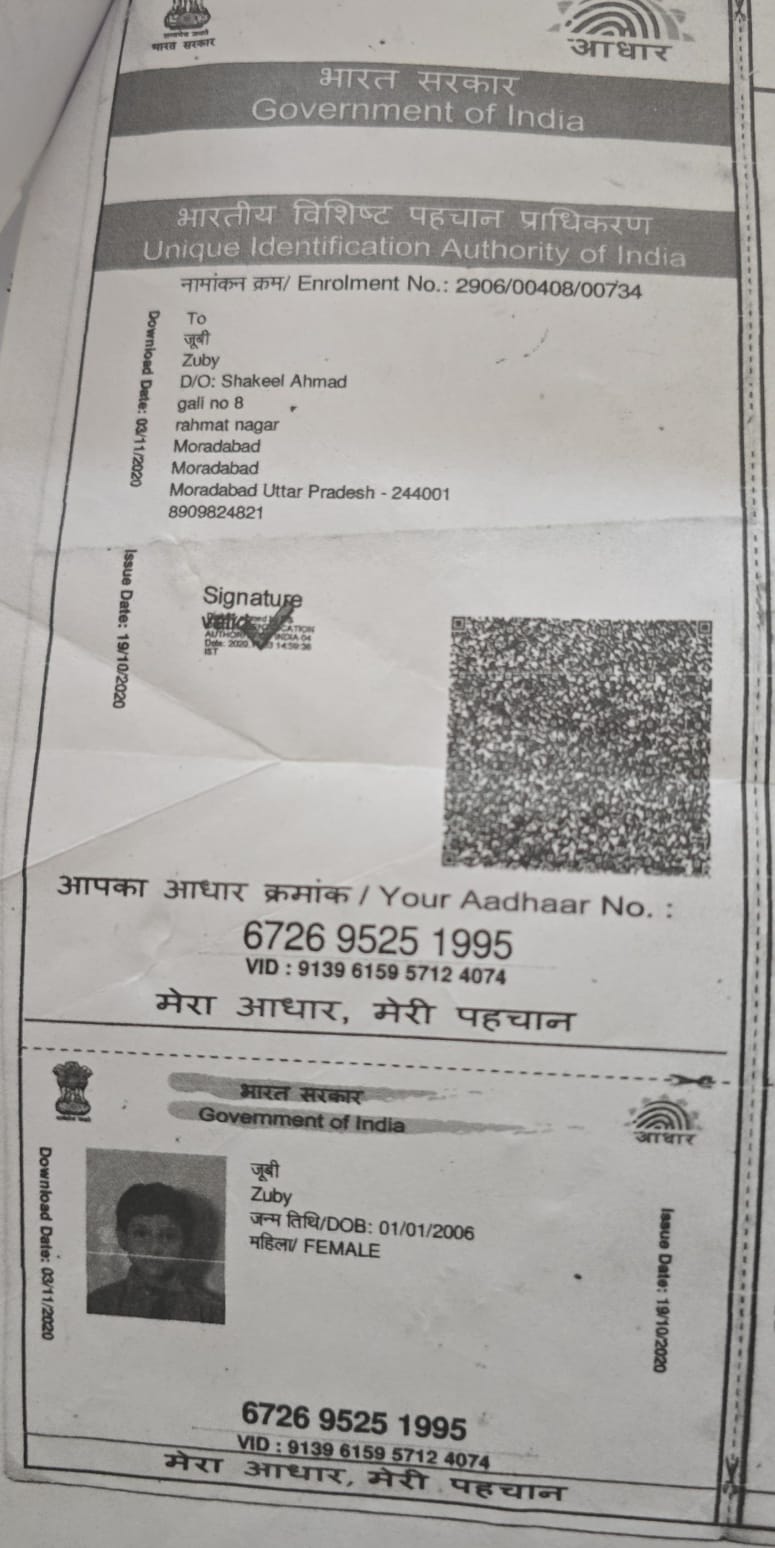 भारत सरकार
आधार
भारत सरकार
Government of India
भारतीय विशिष्ट पहचान प्राधिकरण
Unique Identification Authority of India
नामांकन क्रम/ Enrolment No.: 2906/00408/00734
To
जूबी
Zuby
D/O: Shakeel Ahmad
gali no 8
rahmat nagar
Moradabad
Moradabad
Moradabad Uttar Pradesh - 244001
8909824821
Download Date: 03/11/2020
Issue Date: 19/10/2020
Signature
valid
IST
आपका आधार क्रमांक / Your Aadhaar No. :
6726 9525 1995
VID : 9139 6159 5712 4074
मेरा आधार, मेरी पहचान
भारत सरकार
Government of India
आधार
Download Date: 03/11/2020
जूबी
Zuby
जन्म तिथि/DOB: 01/01/2006
महिला/ FEMALE
Issue Date: 19/10/2020
6726 9525 1995
VID : 9139 6159 5712 4074
मेरा आधार, मेरी पहचान